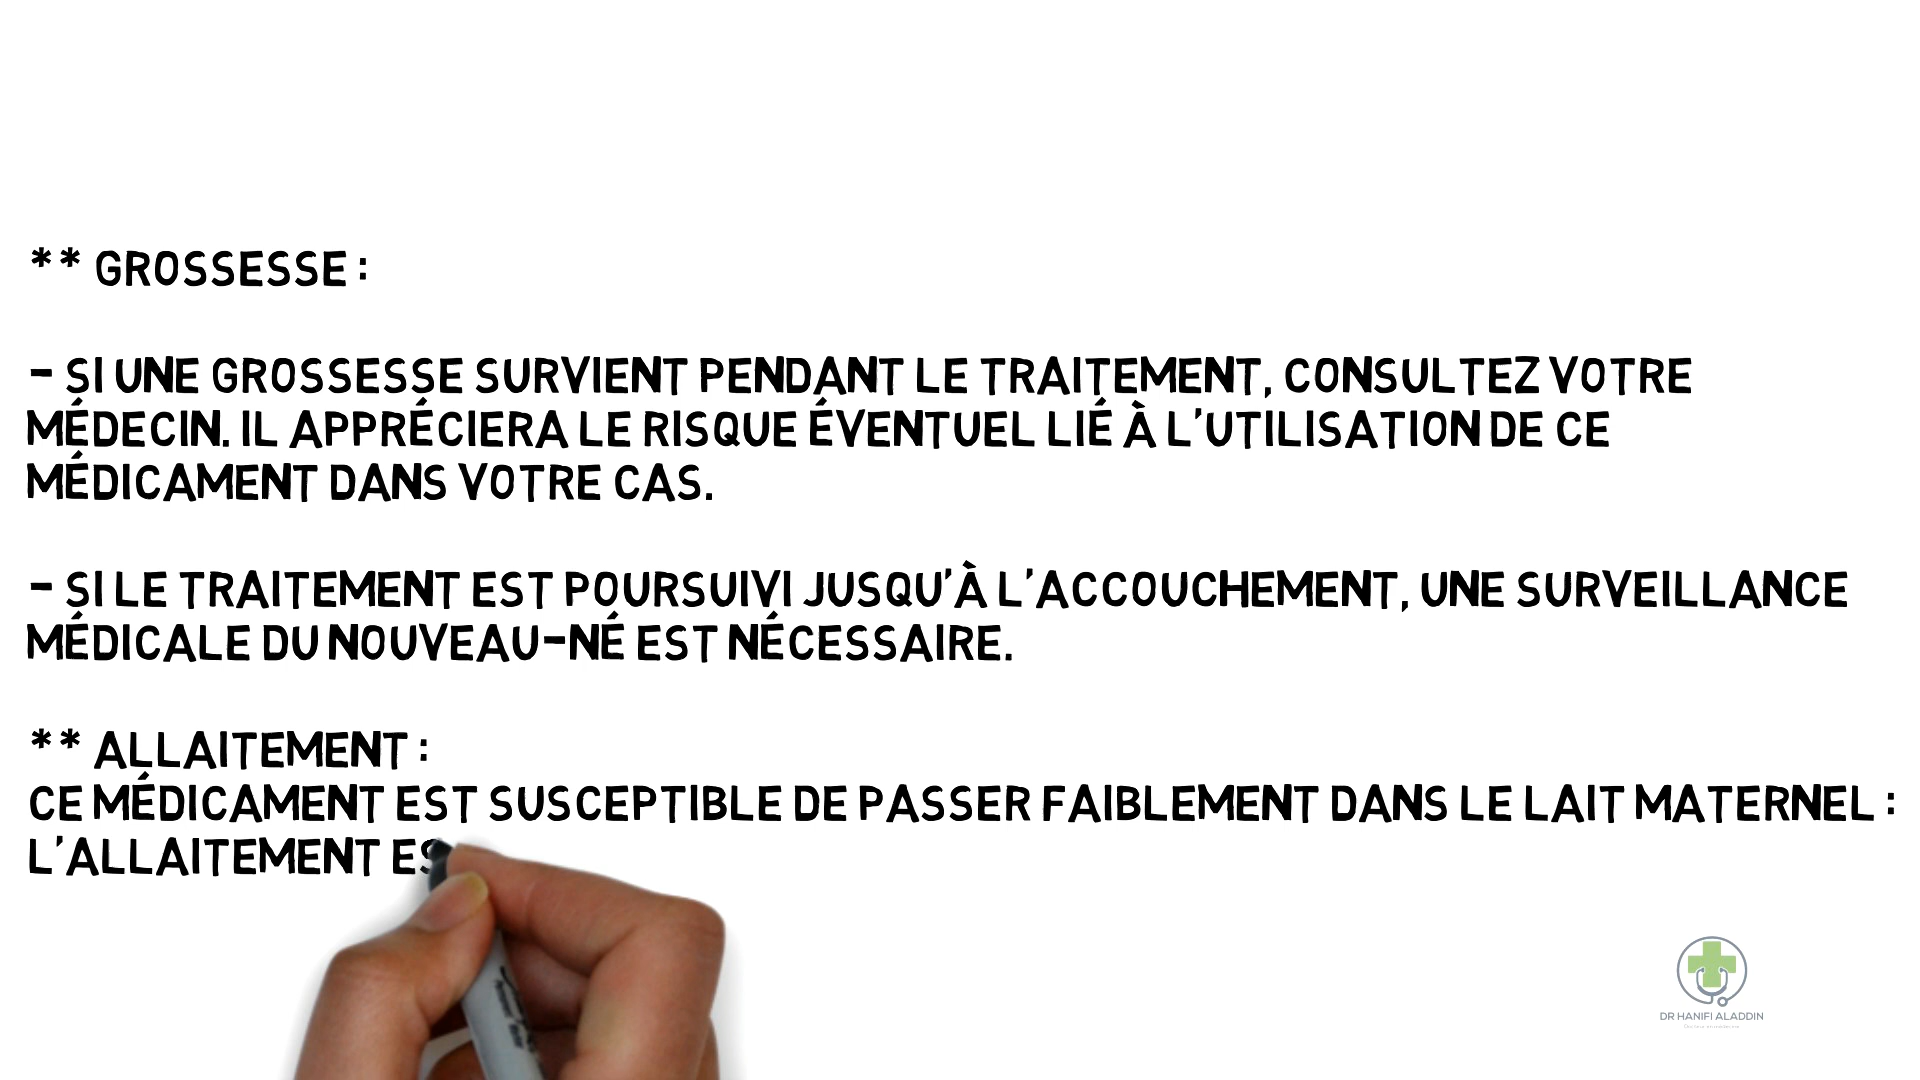 ** GROSSESSE :
- SI UNE GROSSESSE SURVIENT PENDANT LE TRAITEMENT, CONSULTEZ VOTRE
MÉDECIN. IL APPRÉCIERA LE RISQUE ÉVENTUEL LIÉ À L'UTILISATION DE CE
MÉDICAMENT DANS VOTRE CAS.
- SI LE TRAITEMENT EST POURSUIVI JUSQU'À L'ACCOUCHEMENT, UNE SURVEILLANCE
MÉDICALE DU NOUVEAU-NÉ EST NÉCESSAIRE.
** ALLAITEMENT :
CE MÉDICAMENT EST SUSCEPTIBLE DE PASSER FAIBLEMENT DANS LE LAIT MATERNEL :
L'ALLAITEMENT ES
DR HANIFI ALADDIN